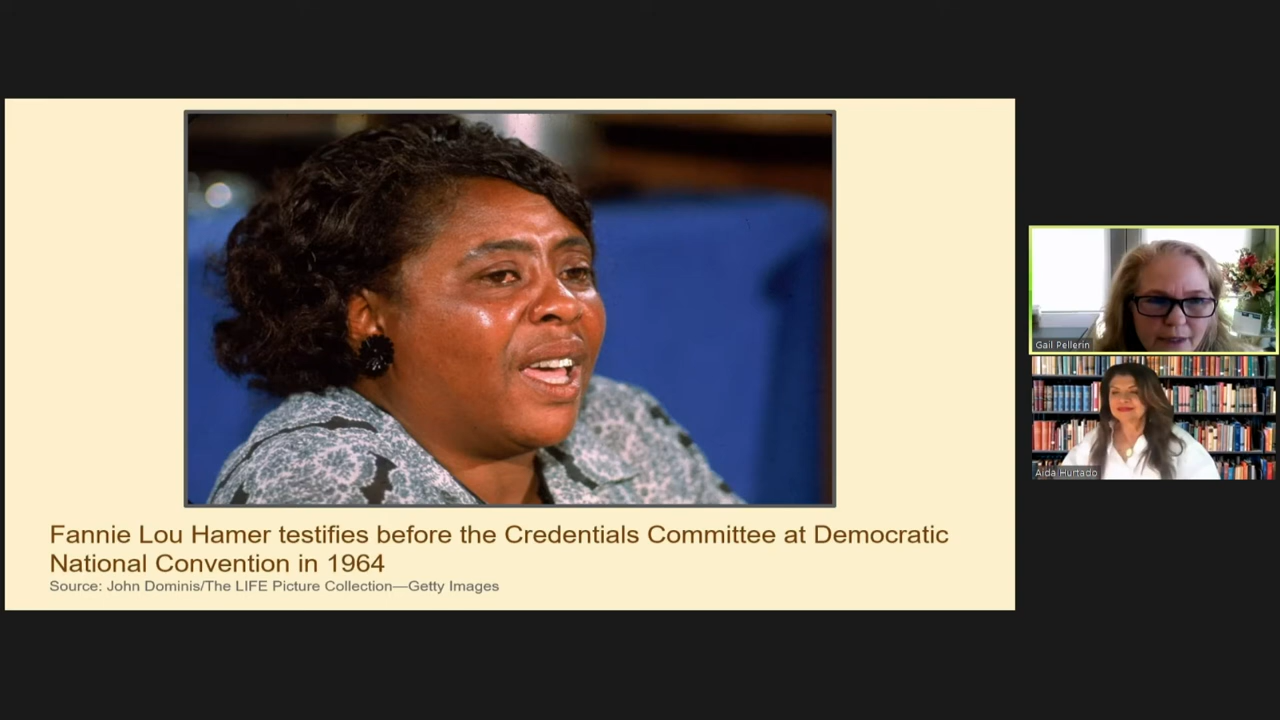 Fannie Lou Hamer testifies before the Credentials Committee at Democratic
National Convention in 1964
Source: John Dominis/The LIFE Picture Collection—Getty Images
Gail Pellerin
Aida Hurtado